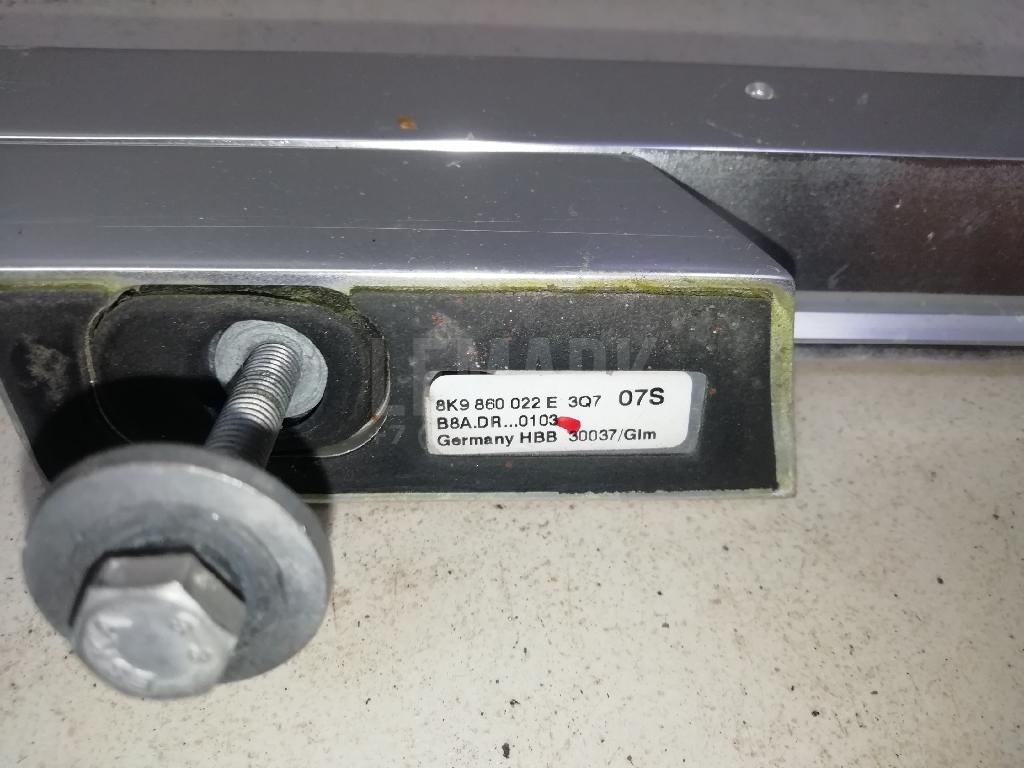 8K9 860 022 E 3Q7 07S
B8A.DR...0103
Germany HBB 30037/Glm